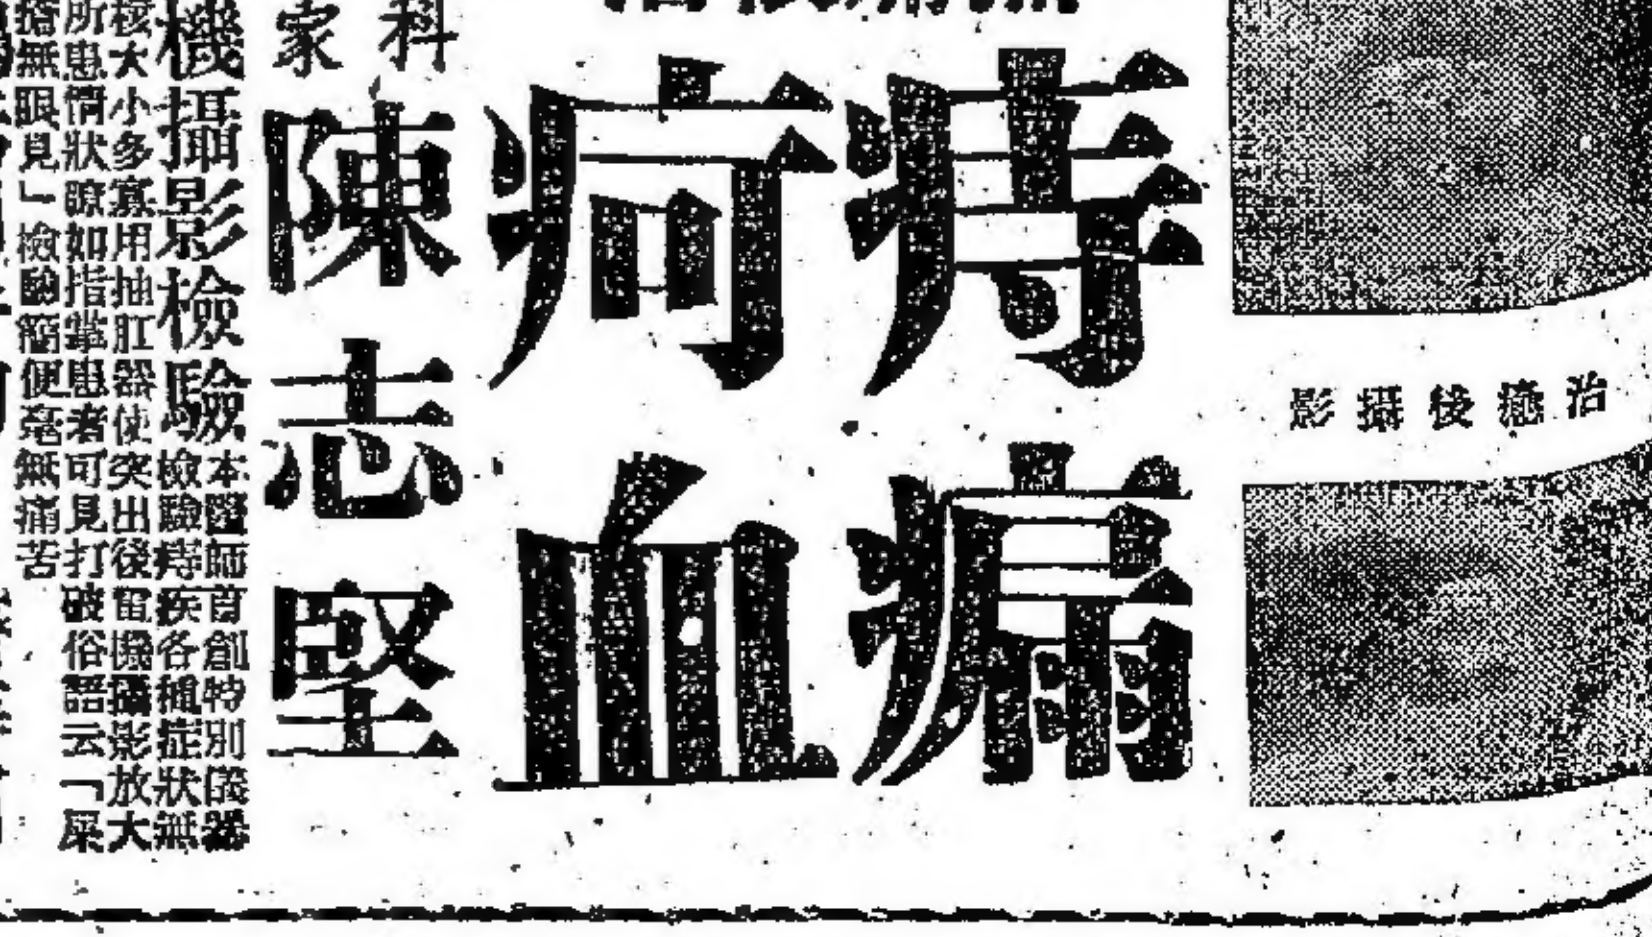 治癒後攝影
痔瘺
疴血
科
家
陳志堅
機攝影檢驗
本醫師首創特別儀器
檢驗痔疾各種症狀無
核大小多寡用抽肛器使突出後電機攝影放大
所患情狀瞭如指掌患者可見打破俗語云「屎
無眼見」檢驗簡便毫無痛苦